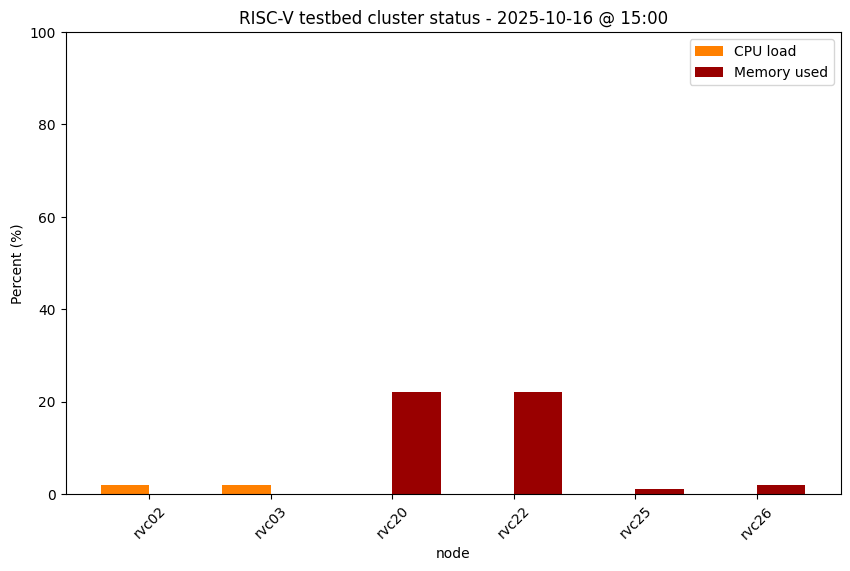 RISC-V testbed cluster status - 2025-10-16 @ 15:00
CPU load
Memory used
Percent (%)
100
80
60
40
20
0
rvc02
rvc03
rvc20
rvc22
rvc25
rvc26
node